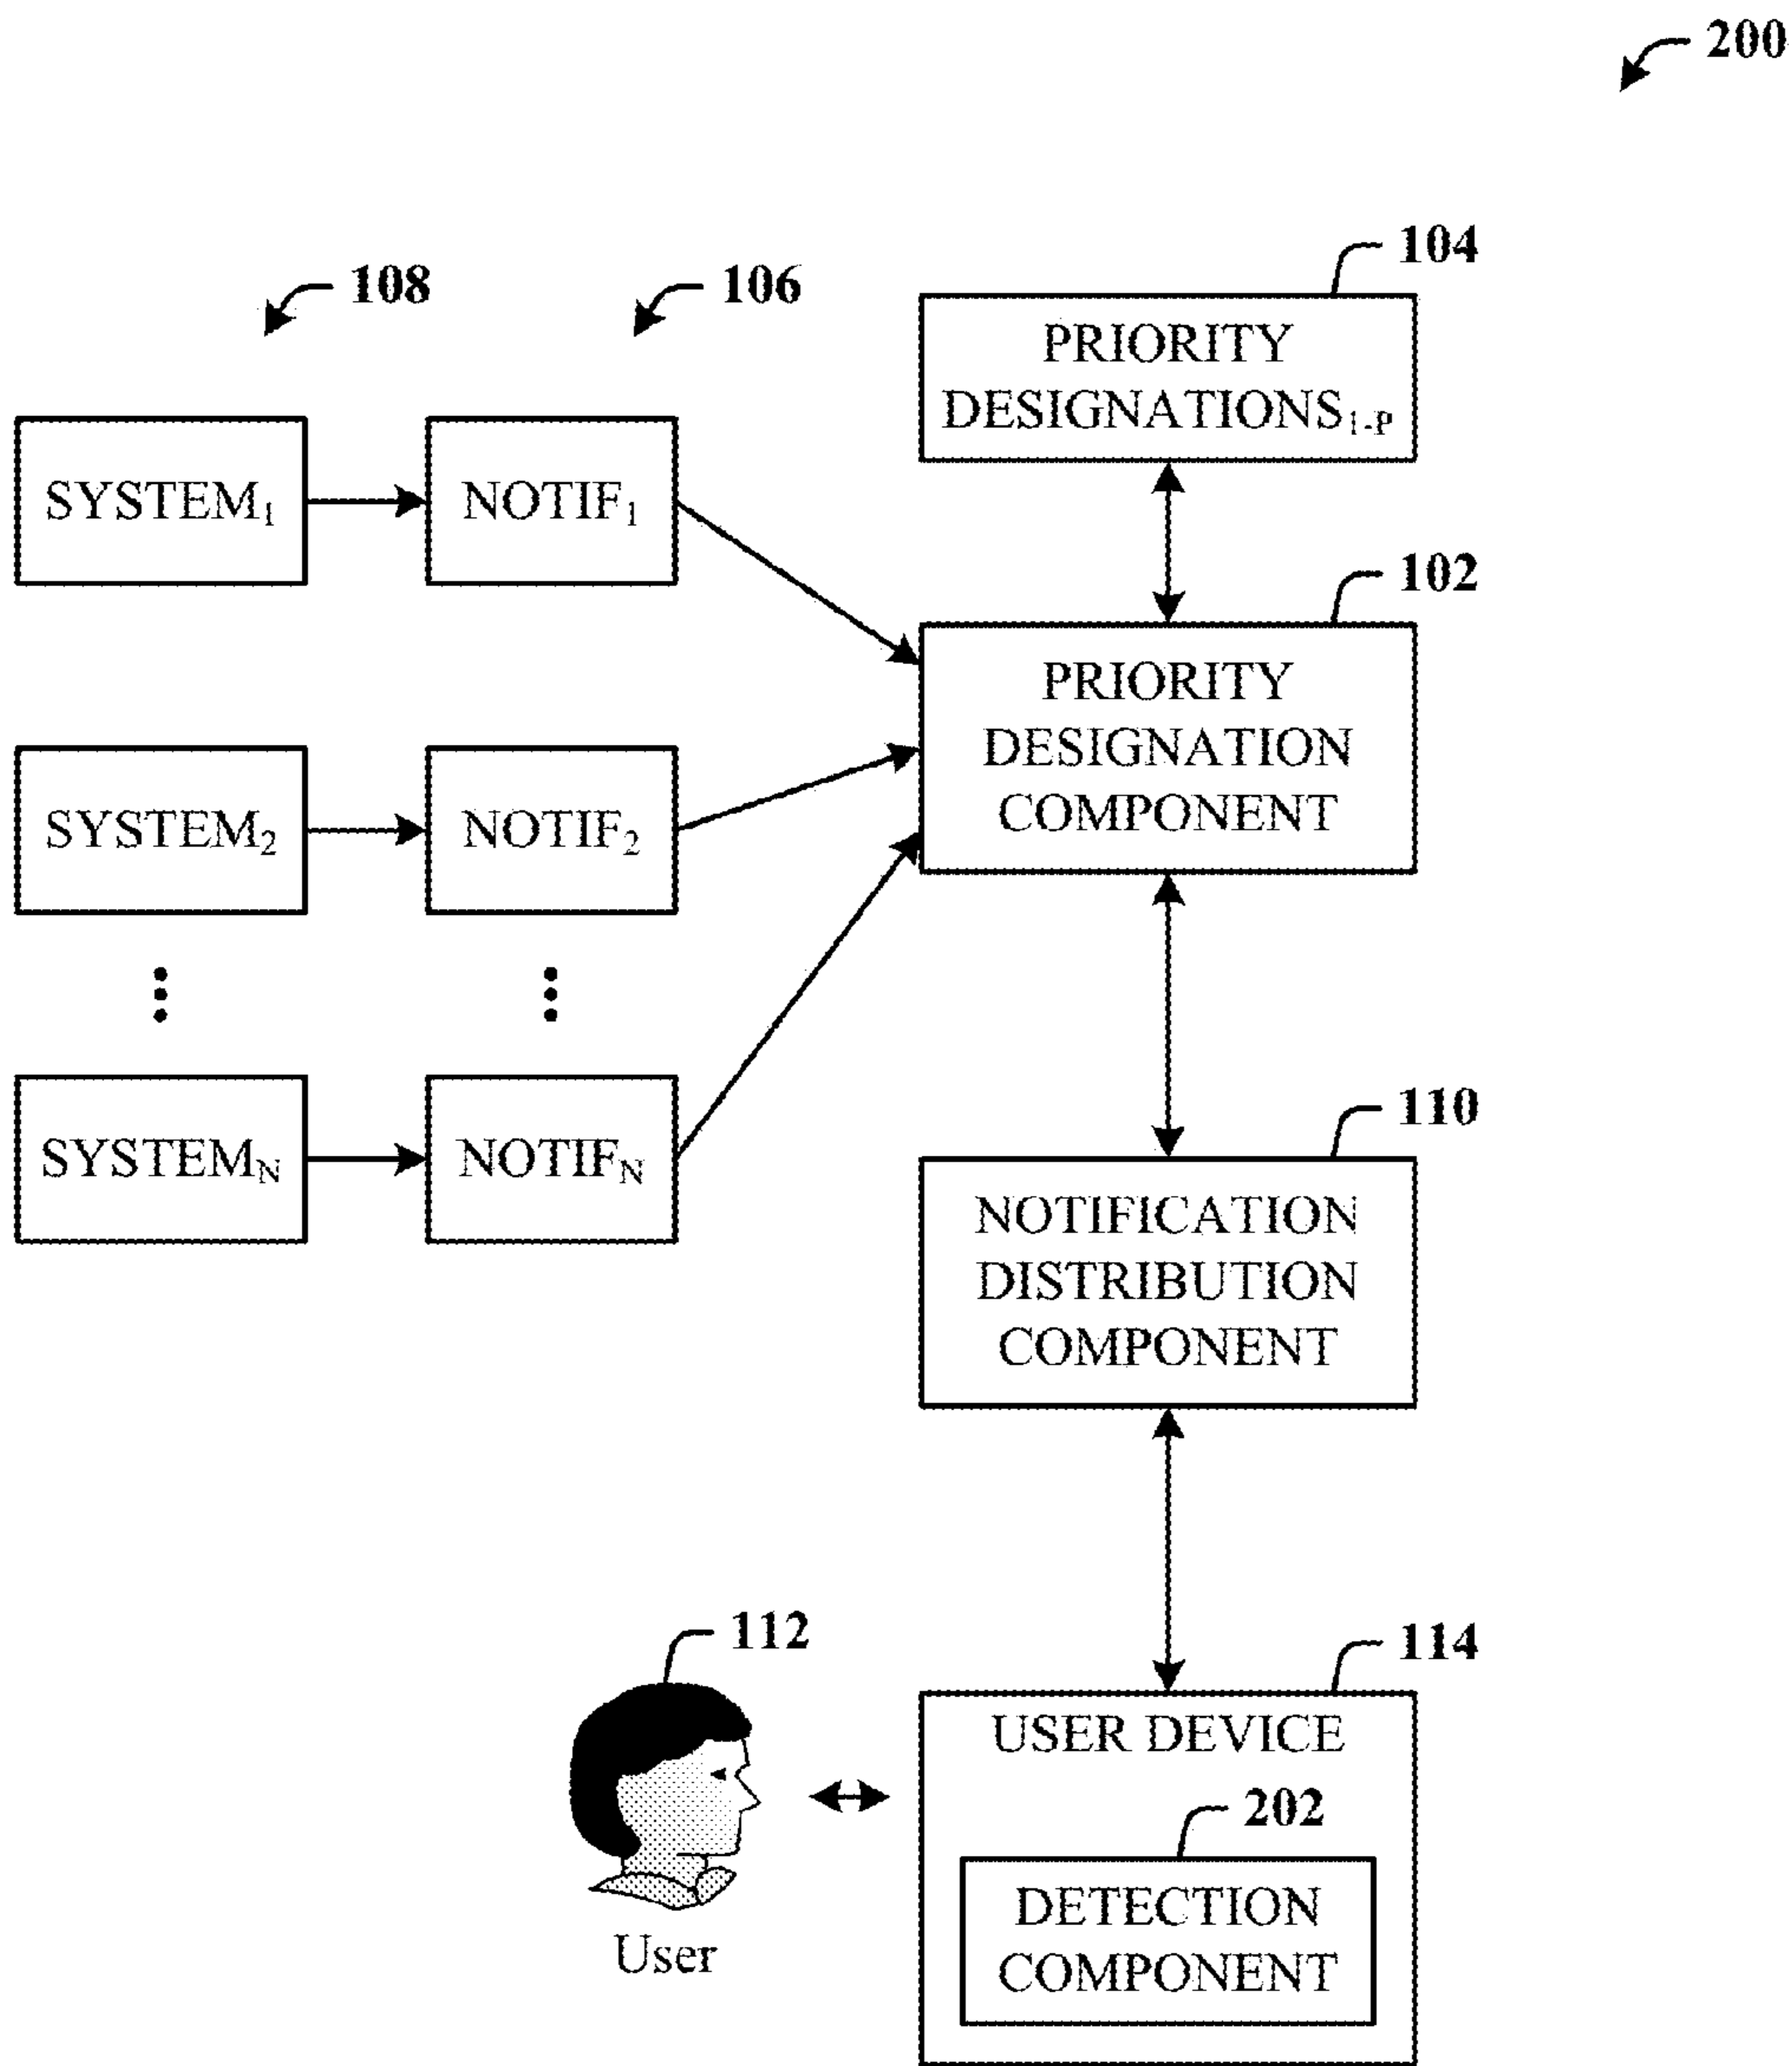 200
104
108
106
PRIORITY
DESIGNATIONS1-P
SYSTEM1
NOTIF1
102
PRIORITY
DESIGNATION
COMPONENT
SYSTEM2
NOTIF2
110
SYSTEMN
NOTIFN
NOTIFICATION
DISTRIBUTION
COMPONENT
112
114
USER DEVICE
202
DETECTION
COMPONENT
User